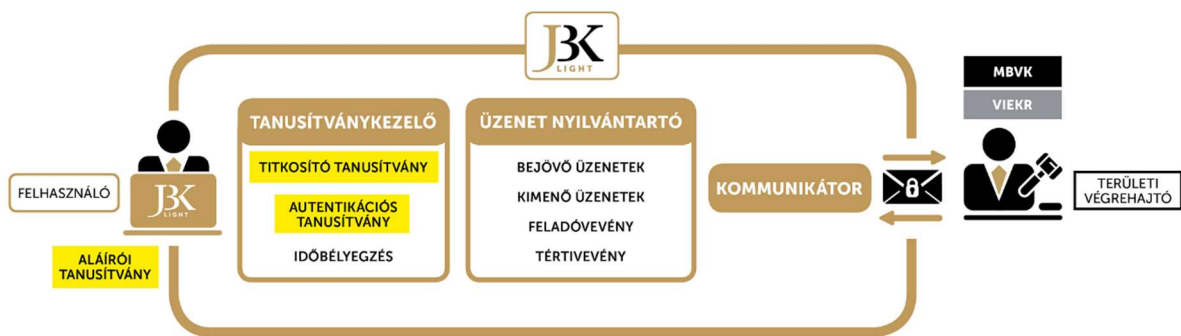 JBK
LIGHT
MBVK
VIEKR
TANUSÍTVÁNYKEZELŐ
TITKOSÍTÓ TANUSÍTVÁNY
AUTENTIKÁCIÓS
TANUSÍTVÁNY
IDŐBÉLYEGZÉS
ÜZENET NYILVÁNTARTÓ
BEJÖVŐ ÜZENETEK
KIMENŐ ÜZENETEK
FELADÓVEVÉNY
TÉRTIVEVÉNY
KOMMUNIKÁTOR
FELHASZNÁLÓ
JBK
LIGHT
ALÁÍRÓI
TANUSÍTVÁNY
TERÜLETI
VÉGREHAJTÓ